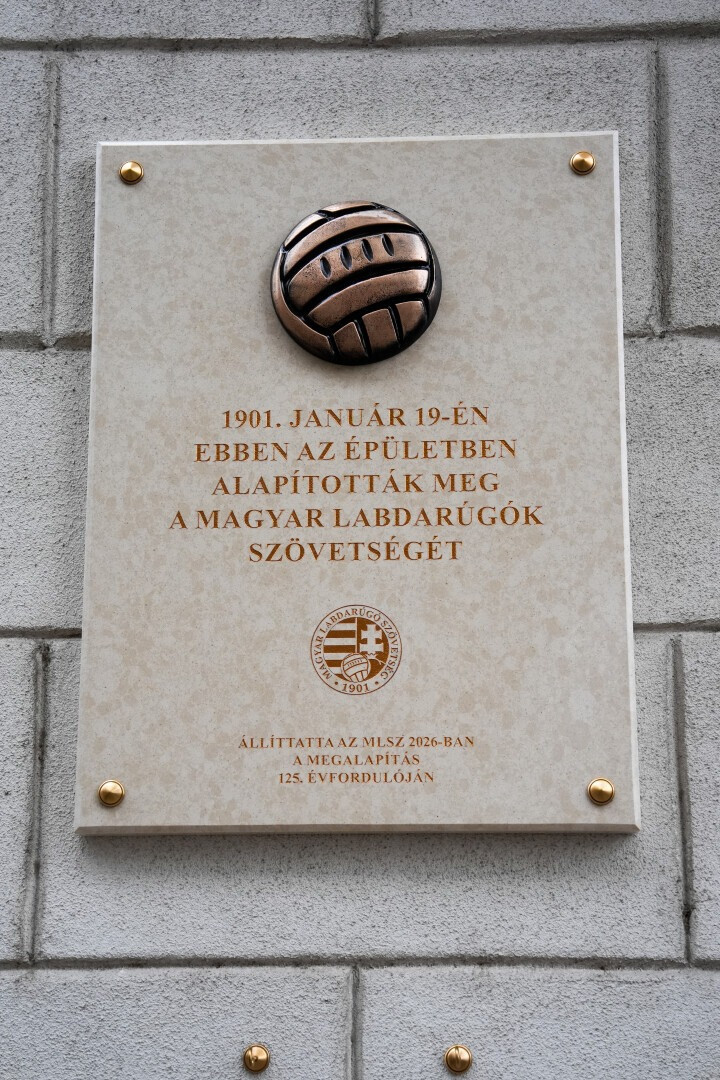 1901. JANUÁR 19-ÉN
EBBEN AZ ÉPÜLETBEN
ALAPÍTOTTÁK MEG
A MAGYAR LABDARÚGÓK
SZÖVETSÉGÉT
MAGYAR LABDARÚGÓ SZÖVETSÉG
• 1901 •
ÁLLÍTTATTA AZ MLSZ 2026-BAN
A MEGALAPÍTÁS
125. ÉVFORDULÓJÁN